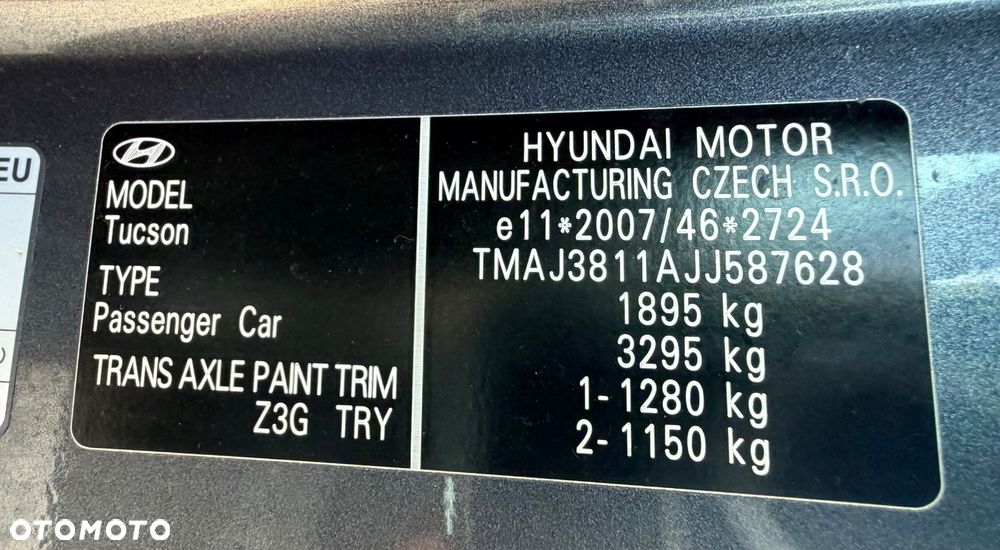 EU
MODEL
Tucson
TYPE
Passenger Car
TRANS AXLE PAINT TRIM
Z3G TRY
HYUNDAI MOTOR
MANUFACTURING CZECH S.R.O.
e11*2007/46*2724
TMAJ3811AJJ587628
1895 kg
3295 kg
1-1280 kg
2-1150 kg
OTOMOTO